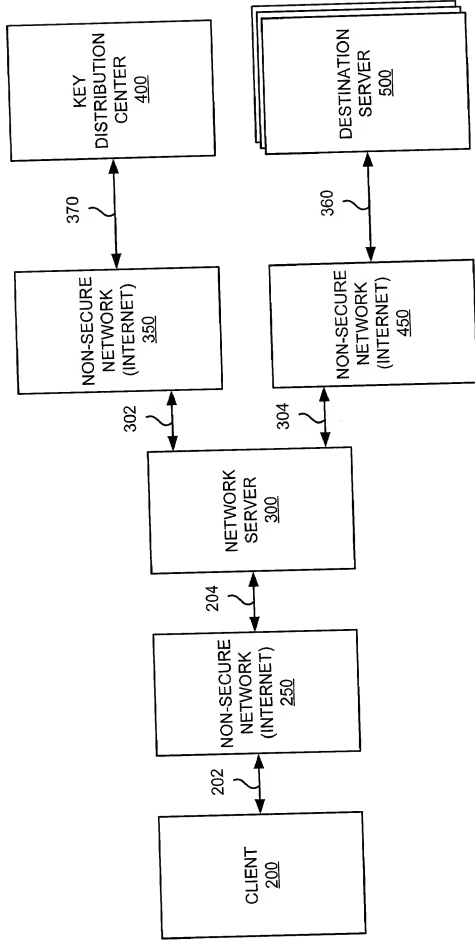 CLIENT
200
202
NON-SECURE
NETWORK
(INTERNET)
250
204
NETWORK
SERVER
300
302
NON-SECURE
NETWORK
(INTERNET)
350
370
KEY
DISTRIBUTION
CENTER
400
304
NON-SECURE
NETWORK
(INTERNET)
450
360
DESTINATION
SERVER
500